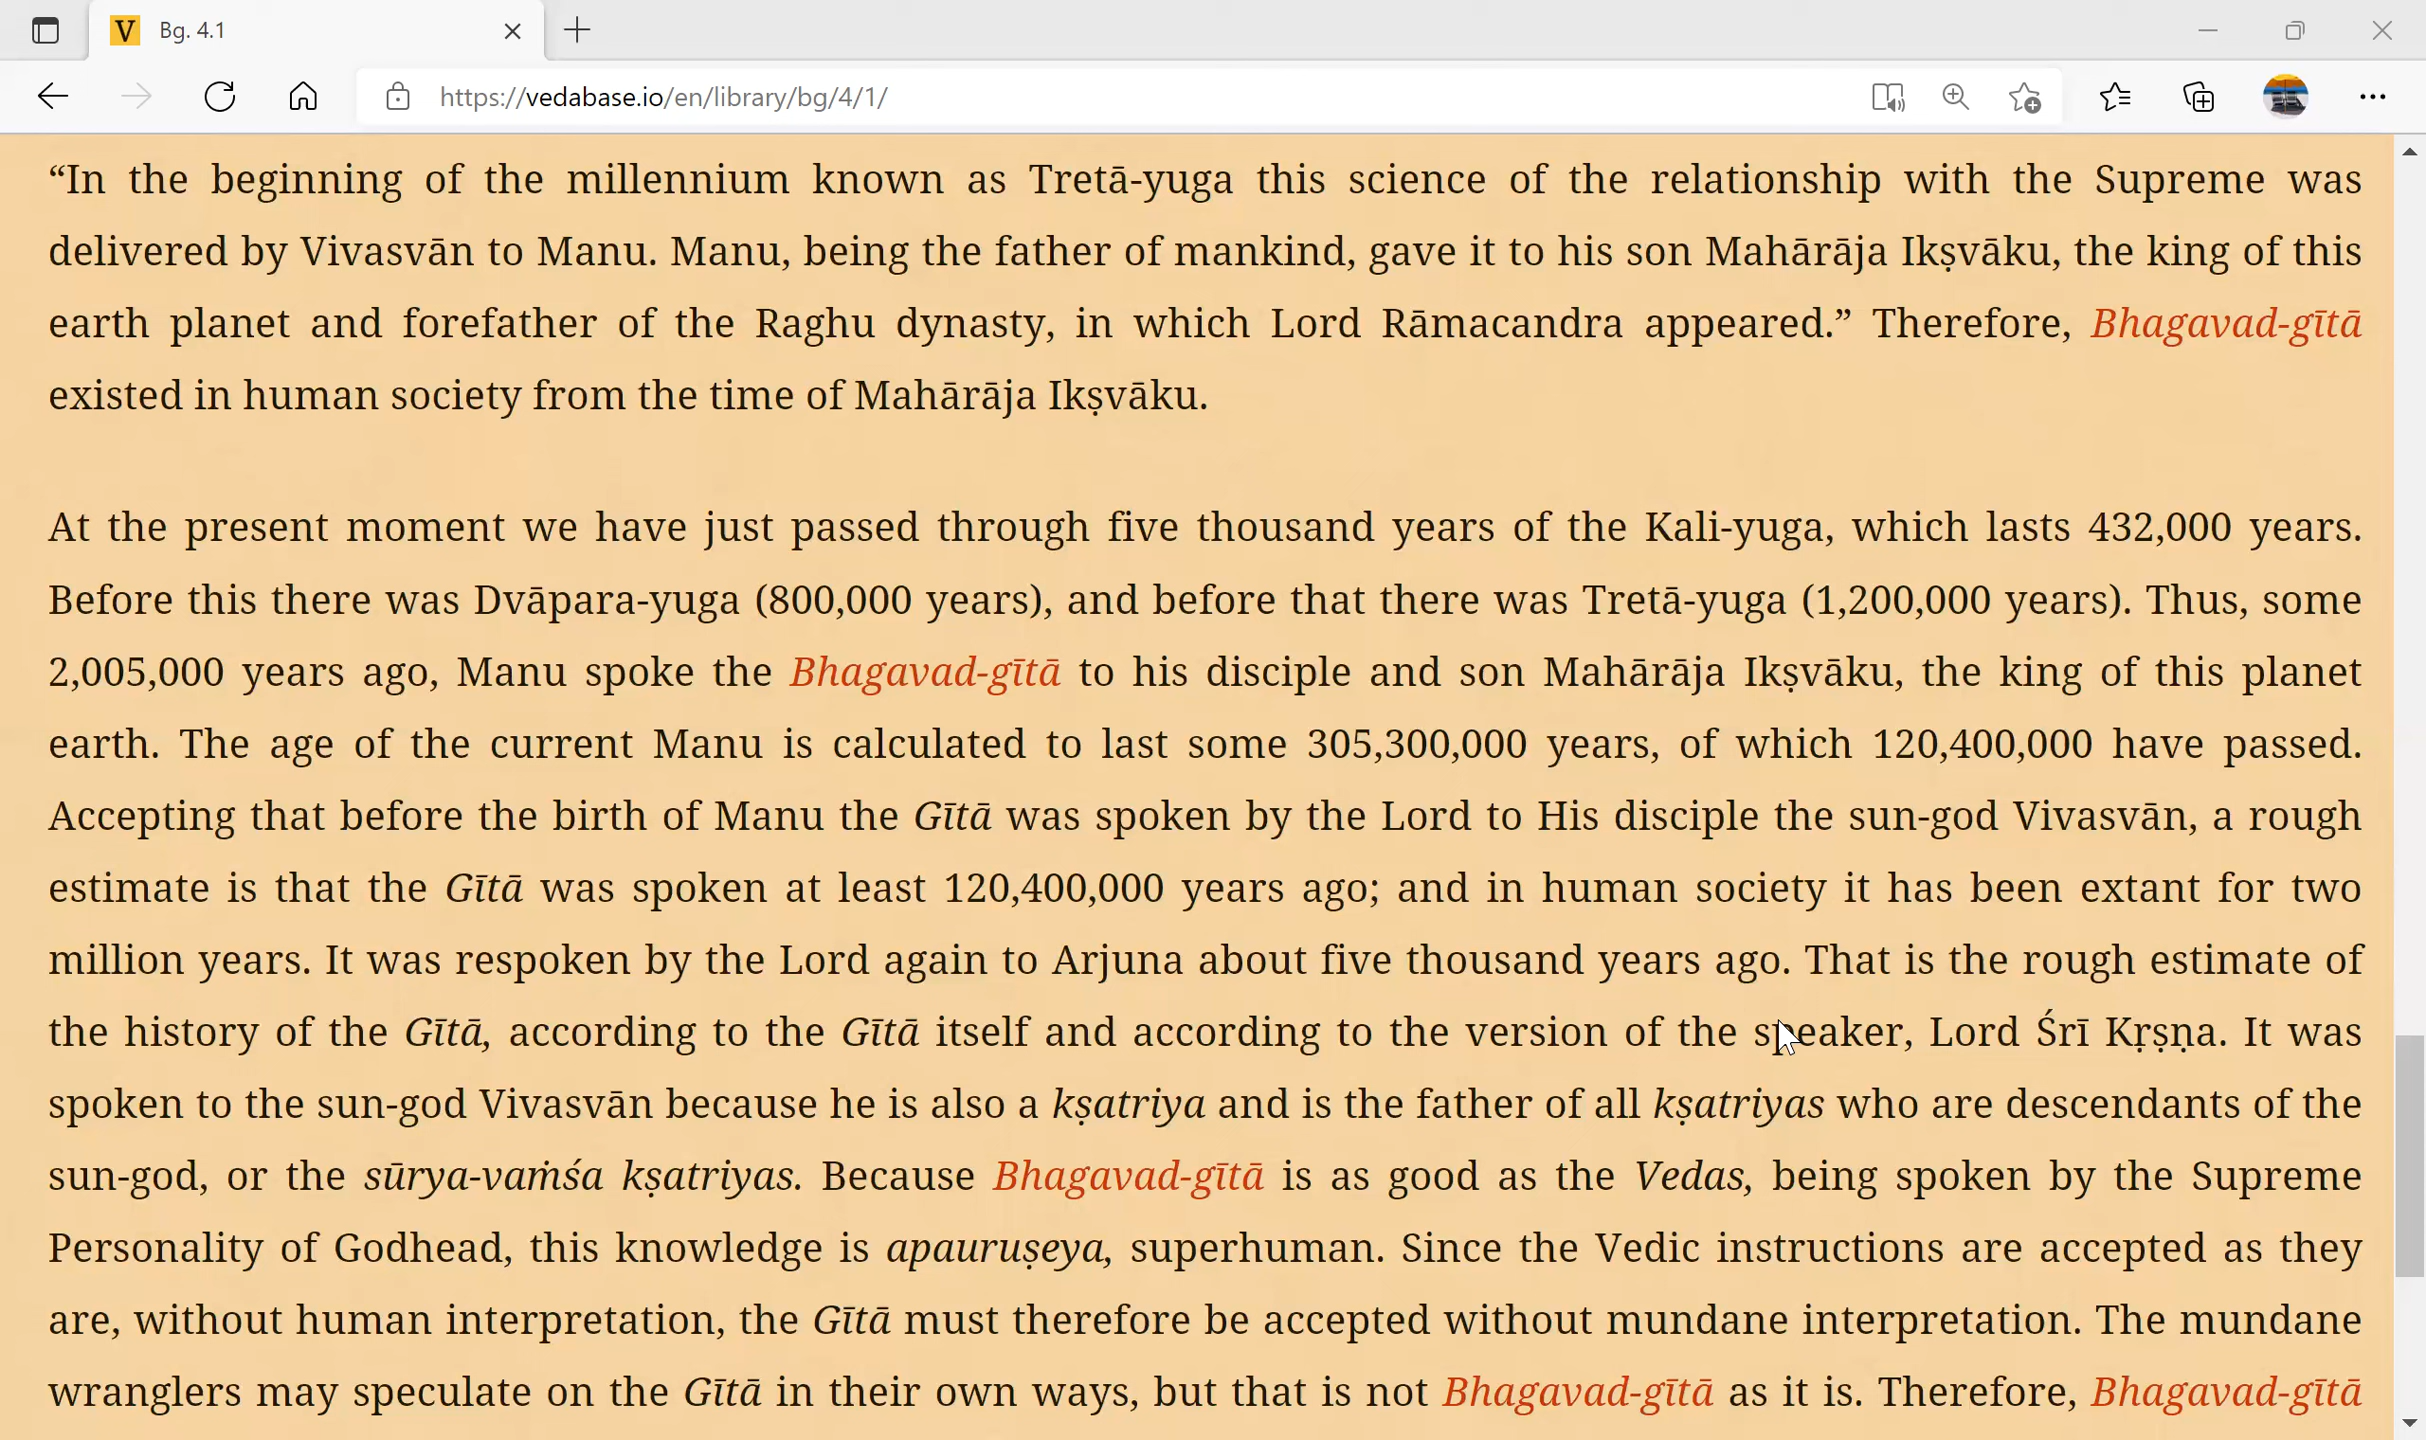 Bg. 4.1
https://vedabase.io/en/library/bg/4/1/
“In the beginning of the millennium known as Tretā-yuga this science of the relationship with the Supreme was
delivered by Vivasvān to Manu. Manu, being the father of mankind, gave it to his son Mahārāja Ikṣvāku, the king of this
earth planet and forefather of the Raghu dynasty, in which Lord Rāmacandra appeared.” Therefore, Bhagavad-gītā
existed in human society from the time of Mahārāja Ikṣvāku.
At the present moment we have just passed through five thousand years of the Kali-yuga, which lasts 432,000 years.
Before this there was Dvāpara-yuga (800,000 years), and before that there was Tretā-yuga (1,200,000 years). Thus, some
2,005,000 years ago, Manu spoke the Bhagavad-gītā to his disciple and son Mahārāja Ikṣvāku, the king of this planet
earth. The age of the current Manu is calculated to last some 305,300,000 years, of which 120,400,000 have passed.
Accepting that before the birth of Manu the Gītā was spoken by the Lord to His disciple the sun-god Vivasvān, a rough
estimate is that the Gītā was spoken at least 120,400,000 years ago; and in human society it has been extant for two
million years. It was respoken by the Lord again to Arjuna about five thousand years ago. That is the rough estimate of
the history of the Gītā, according to the Gītā itself and according to the version of the speaker, Lord Śrī Kṛṣṇa. It was
spoken to the sun-god Vivasvān because he is also a kṣatriya and is the father of all kṣatriyas who are descendants of the
sun-god, or the sūrya-vaṁśa kṣatriyas. Because Bhagavad-gītā is as good as the Vedas, being spoken by the Supreme
Personality of Godhead, this knowledge is apauruṣeya, superhuman. Since the Vedic instructions are accepted as they
are, without human interpretation, the Gītā must therefore be accepted without mundane interpretation. The mundane
wranglers may speculate on the Gītā in their own ways, but that is not Bhagavad-gītā as it is. Therefore, Bhagavad-gītā